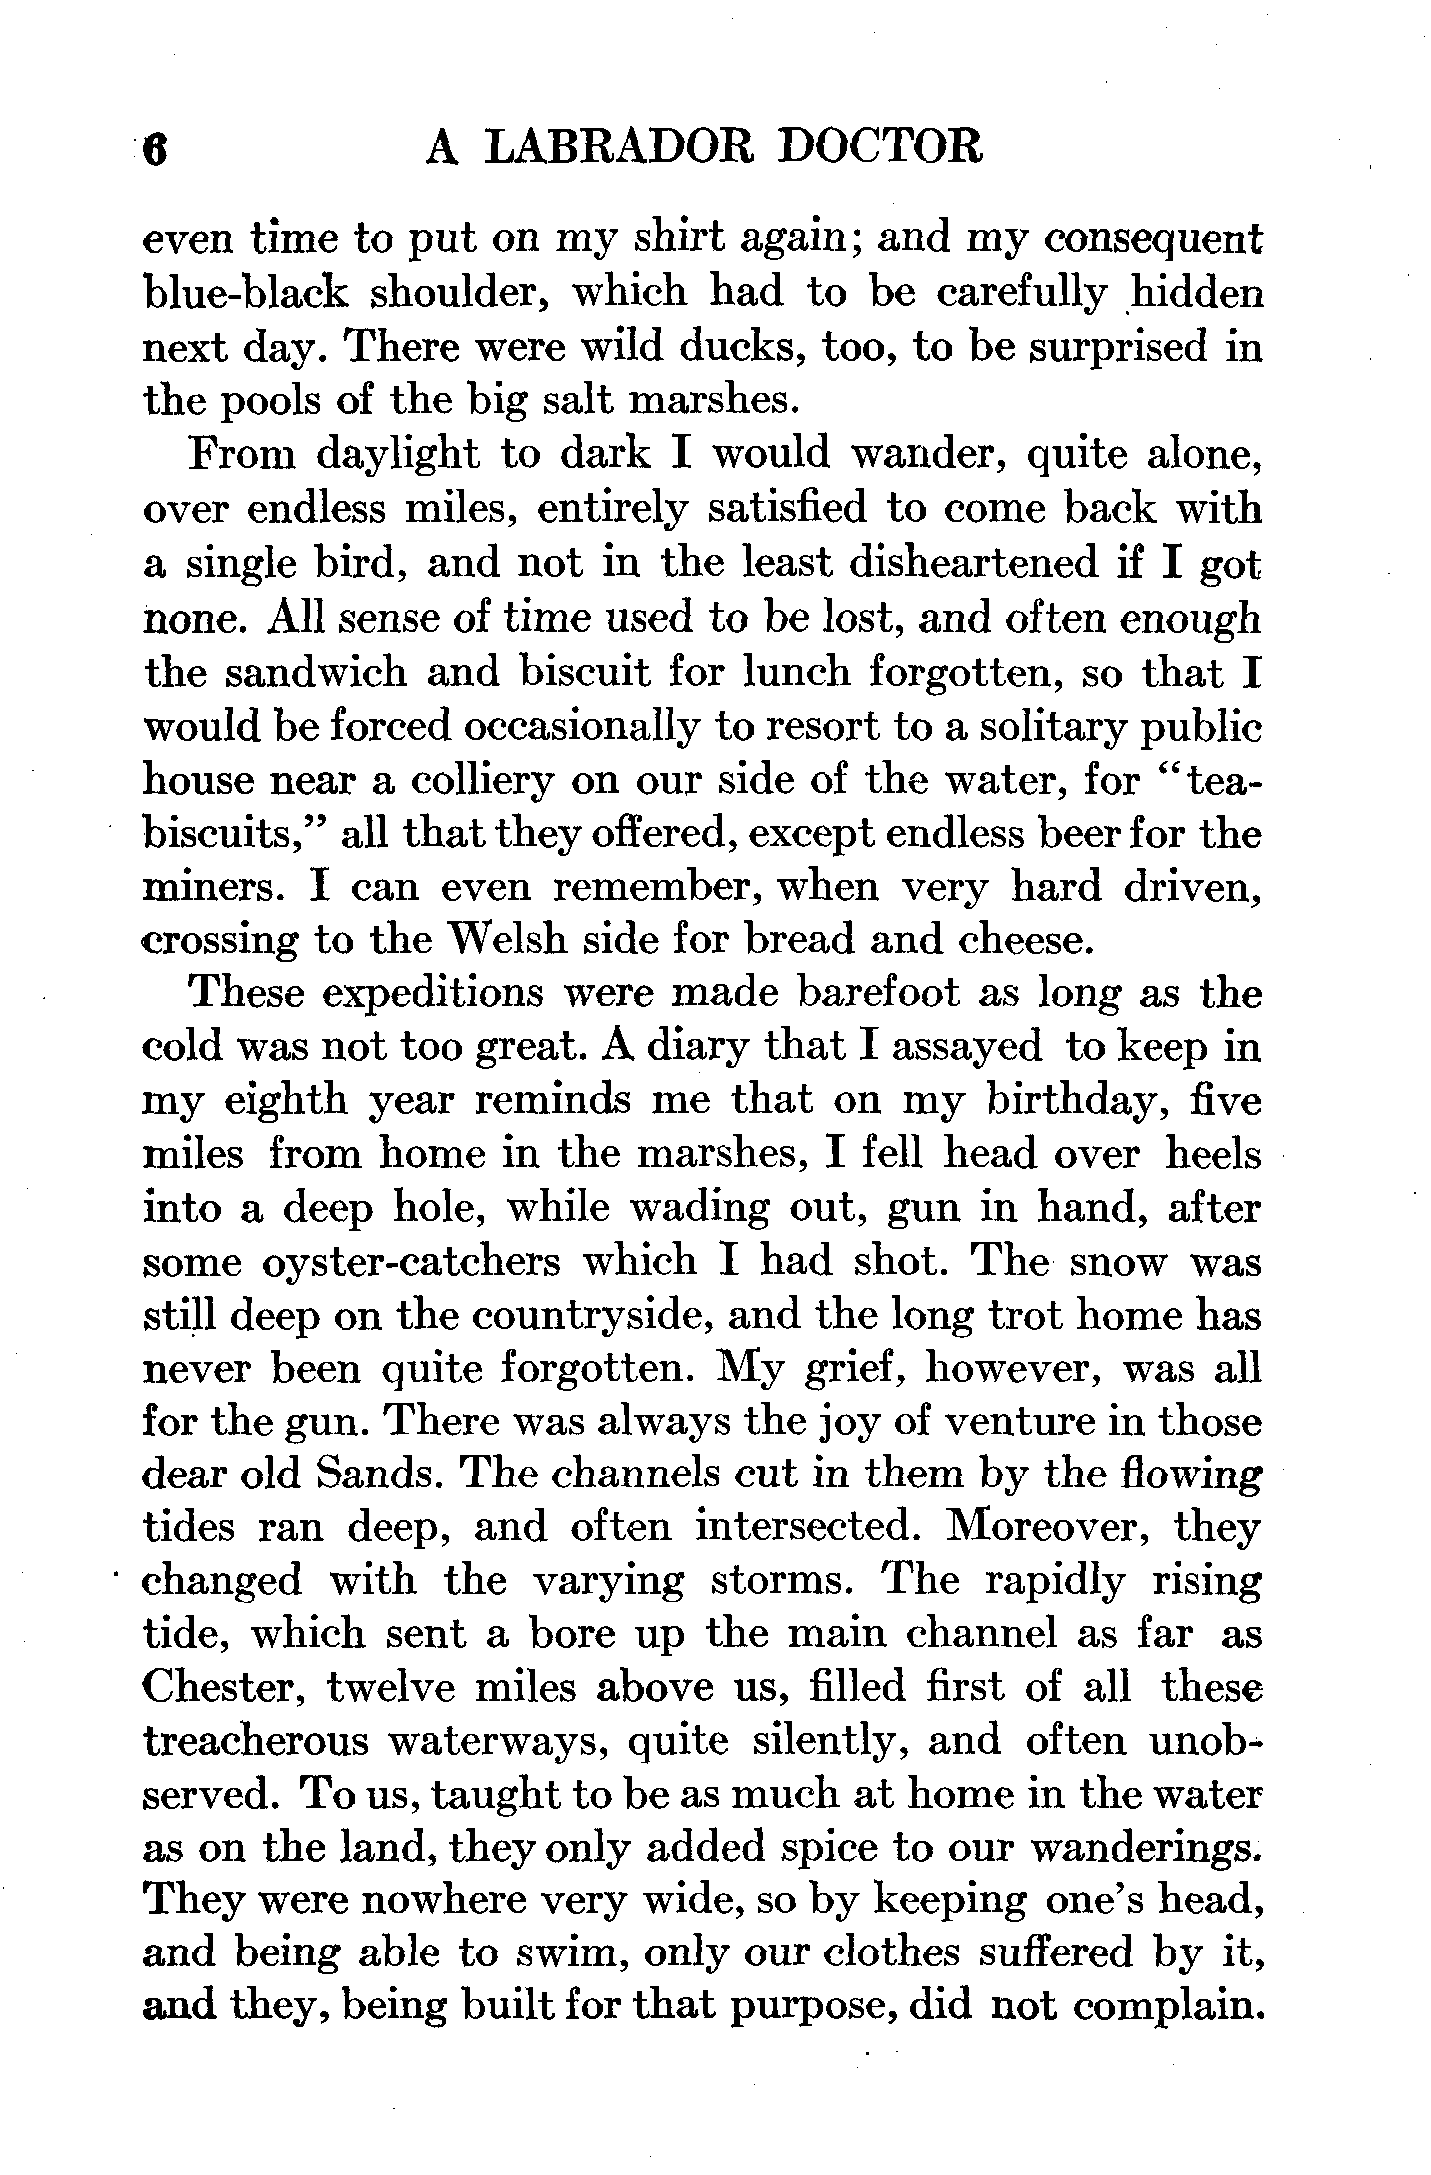 6 A LABRADOR DOCTOR
even time to put on my shirt again; and my consequent
blue-black shoulder, which had to be carefully hidden
next day. There were wild ducks, too, to be surprised in
the pools of the big salt marshes.
From daylight to dark I would wander, quite alone,
over endless miles, entirely satisfied to come back with
a single bird, and not in the least disheartened if I got
none. All sense of time used to be lost, and often enough
the sandwich and biscuit for lunch forgotten, so that I
would be forced occasionally to resort to a solitary public
house near a colliery on our side of the water, for "tea-
biscuits," all that they offered, except endless beer for the
miners. I can even remember, when very hard driven,
crossing to the Welsh side for bread and cheese.
These expeditions were made barefoot as long as the
cold was not too great. A diary that I assayed to keep in
my eighth year reminds me that on my birthday, five
miles from home in the marshes, I fell head over heels
into a deep hole, while wading out, gun in hand, after
some oyster-catchers which I had shot. The snow was
still deep on the countryside, and the long trot home has
never been quite forgotten. My grief, however, was all
for the gun. There was always the joy of venture in those
dear old Sands. The channels cut in them by the flowing
tides ran deep, and often intersected. Moreover, they
changed with the varying storms. The rapidly rising
tide, which sent a bore up the main channel as far as
Chester, twelve miles above us, filled first of all these
treacherous waterways, quite silently, and often unob-
served. To us, taught to be as much at home in the water
as on the land, they only added spice to our wanderings.
They were nowhere very wide, so by keeping one's head,
and being able to swim, only our clothes suffered by it,
and they, being built for that purpose, did not complain.